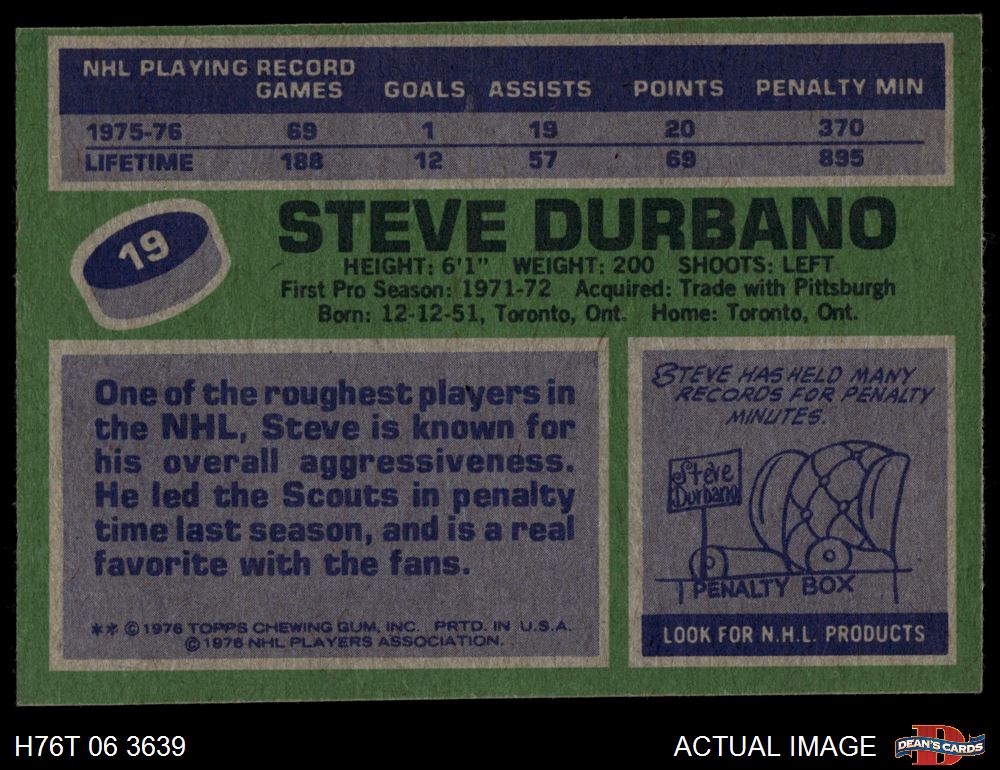 NHL PLAYING RECORD
GAMES GOALS ASSISTS POINTS PENALTY MIN
1975-76 69 1 19 20 370
LIFETIME 188 12 57 69 895
19
STEVE DURBANO
HEIGHT: 6'1" WEIGHT: 200 SHOOTS: LEFT
First Pro Season: 1971-72 Acquired: Trade with Pittsburgh
Born: 12-12-51, Toronto, Ont. Home: Toronto, Ont.
One of the roughest players in
the NHL, Steve is known for
his overall aggressiveness.
He led the Scouts in penalty
time last season, and is a real
favorite with the fans.
** © 1976 TOPPS CHEWING GUM, INC. PRTD. IN U.S.A.
© 1976 NHL PLAYERS ASSOCIATION.
STEVE HAS HELD MANY
RECORDS FOR PENALTY
MINUTES.
Steve
Durbano
PENALTY BOX
LOOK FOR N.H.L. PRODUCTS
H76T 06 3639
ACTUAL IMAGE
D
DEAN'S CARDS